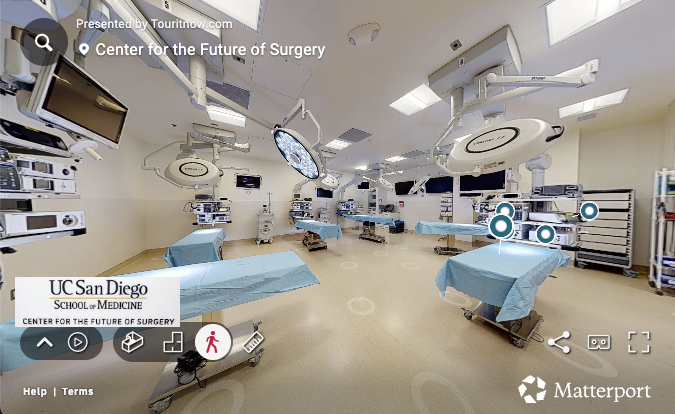 Presented by Touritnow.com
Center for the Future of Surgery
UC San Diego
SCHOOL OF MEDICINE
CENTER FOR THE FUTURE OF SURGERY
Help | Terms
Matterport